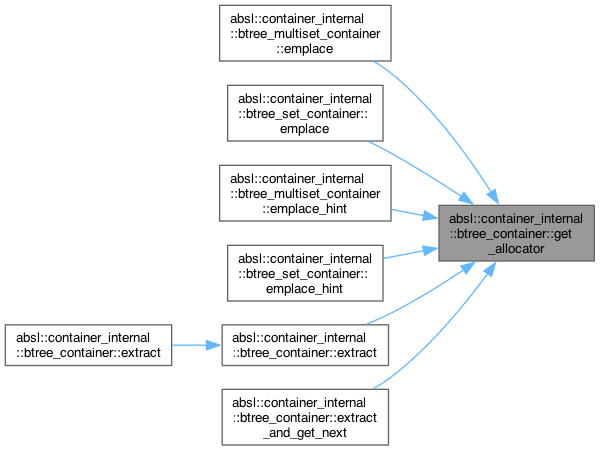 absl::container_internal
::btree_multiset_container
::emplace
absl::container_internal
::btree_set_container::
emplace
absl::container_internal
::btree_multiset_container
::emplace_hint
absl::container_internal
::btree_container::get
_allocator
absl::container_internal
::btree_set_container::
emplace_hint
absl::container_internal
::btree_container::extract
absl::container_internal
::btree_container::extract
absl::container_internal
::btree_container::extract
_and_get_next